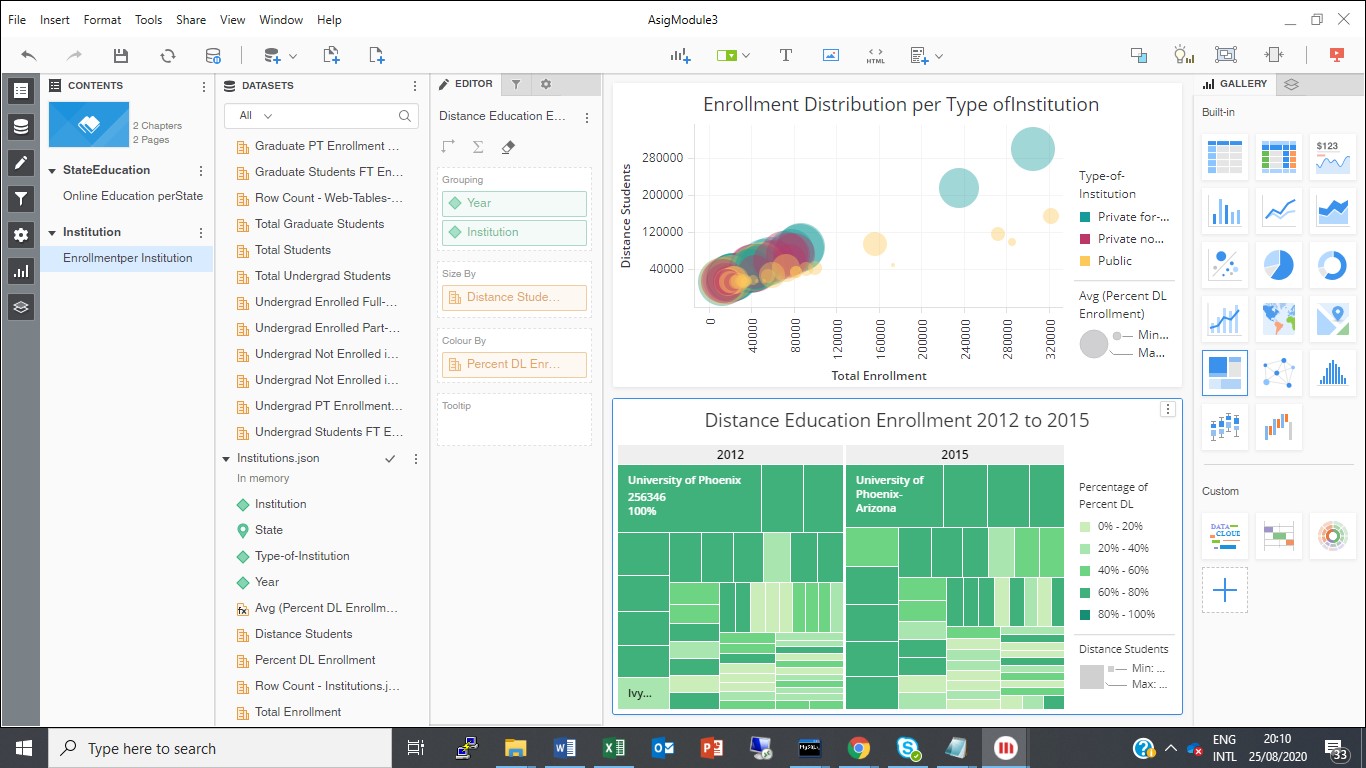 File Insert Format Tools Share View Window Help
AsigModule3
T
HTML
CONTENTS
2 Chapters
2 Pages
StateEducation
Online Education perState
Institution
Enrollmentper Institution
DATASETS
All
Graduate PT Enrollment ...
Graduate Students FT En...
Row Count - Web-Tables-...
Total Graduate Students
Total Students
Total Undergrad Students
Undergrad Enrolled Full-...
Undergrad Enrolled Part-...
Undergrad Not Enrolled i...
Undergrad Not Enrolled i...
Undergrad PT Enrollment...
Undergrad Students FT E...
Institutions.json
In memory
Institution
State
Type-of-Institution
Year
fx Avg (Percent DL Enrollm...
Distance Students
Percent DL Enrollment
Row Count - Institutions.j...
Total Enrollment
EDITOR
Distance Education E...
Σ
Grouping
Year
Institution
Size By
Distance Stude...
Colour By
Percent DL Enr...
Tooltip
Enrollment Distribution per Type ofInstitution
Distance Students
280000
200000
120000
40000
0 40000 80000 120000 160000 200000 240000 280000 320000
Total Enrollment
Type-of-
Institution
Private for-...
Private no...
Public
Avg (Percent DL
Enrollment)
Min...
Ma...
Distance Education Enrollment 2012 to 2015
2012 2015
University of Phoenix
256346
100%
Ivy...
University of
Phoenix-
Arizona
Percentage of
Percent DL
0% - 20%
20% - 40%
40% - 60%
60% - 80%
80% - 100%
Distance Students
Min: ...
Max: ...
GALLERY
Built-in
$123
Custom
DATA
CLOUD
Type here to search
MySQL
ENG
INTL
20:10
25/08/2020
33